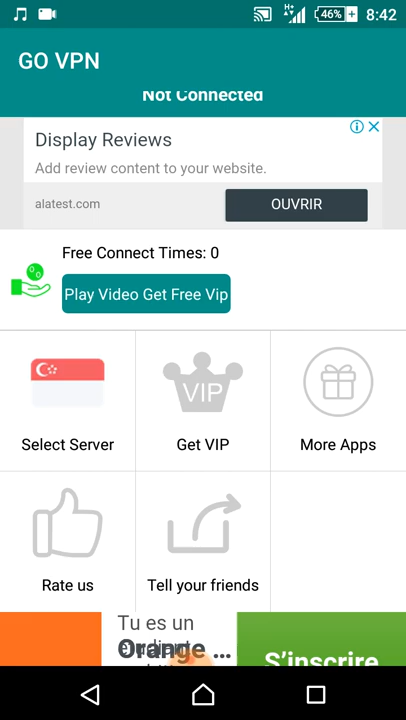 H+
46%
8:42
GO VPN
Not Connected
Display Reviews
Add review content to your website.
alatest.com
OUVRIR
Free Connect Times: 0
Play Video Get Free Vip
VIP
Select Server
Get VIP
More Apps
Rate us
Tell your friends
Tu es un
Orange ...
S'inscrire